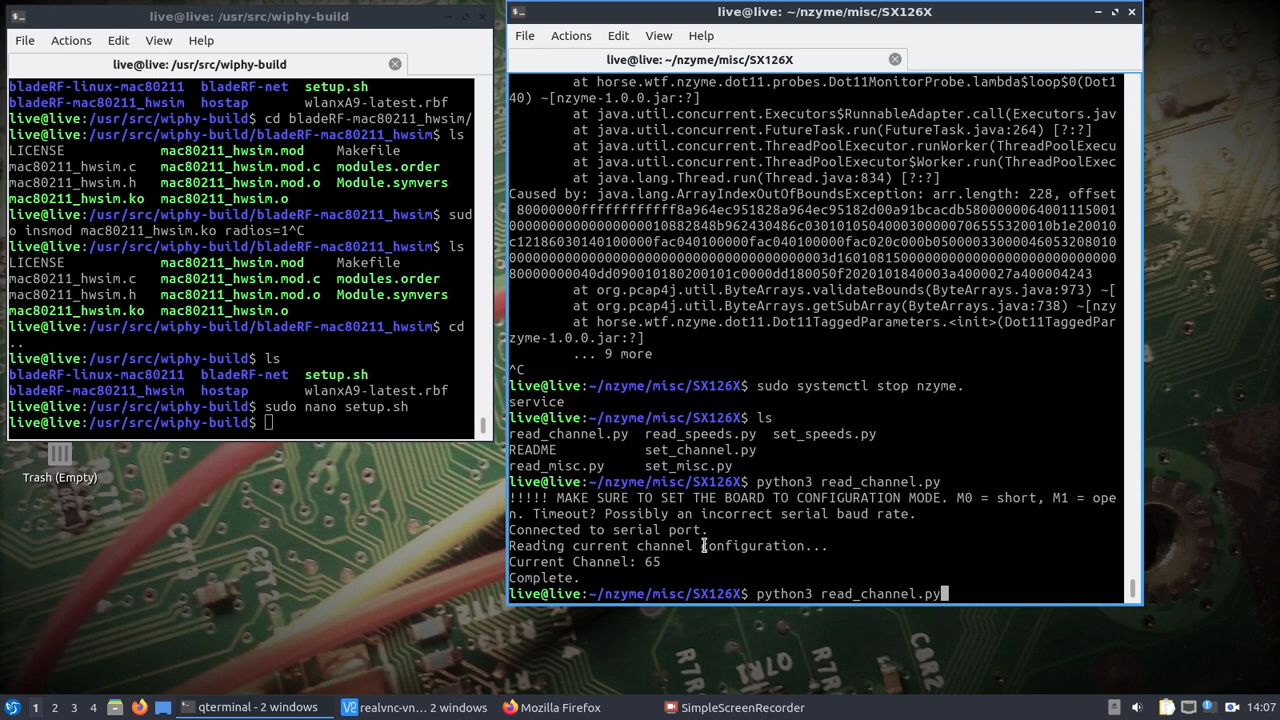 live@live: /usr/src/wiphy-build
File Actions Edit View Help
live@live: /usr/src/wiphy-build
bladeRF-linux-mac80211 bladeRF-net setup.sh
bladeRF-mac80211_hwsim hostap wlanxA9-latest.rbf
live@live:/usr/src/wiphy-build$ cd bladeRF-mac80211_hwsim/
live@live:/usr/src/wiphy-build/bladeRF-mac80211_hwsim$ ls
LICENSE mac80211_hwsim.mod Makefile
mac80211_hwsim.c mac80211_hwsim.mod.c modules.order
mac80211_hwsim.h mac80211_hwsim.mod.o Module.symvers
mac80211_hwsim.ko mac80211_hwsim.o
live@live:/usr/src/wiphy-build/bladeRF-mac80211_hwsim$ sud
o insmod mac80211_hwsim.ko radios=1^C
live@live:/usr/src/wiphy-build/bladeRF-mac80211_hwsim$ ls
LICENSE mac80211_hwsim.mod Makefile
mac80211_hwsim.c mac80211_hwsim.mod.c modules.order
mac80211_hwsim.h mac80211_hwsim.mod.o Module.symvers
mac80211_hwsim.ko mac80211_hwsim.o
live@live:/usr/src/wiphy-build/bladeRF-mac80211_hwsim$ cd
..
live@live:/usr/src/wiphy-build$ ls
bladeRF-linux-mac80211 bladeRF-net setup.sh
bladeRF-mac80211_hwsim hostap wlanxA9-latest.rbf
live@live:/usr/src/wiphy-build$ sudo nano setup.sh
live@live:/usr/src/wiphy-build$
Trash (Empty)
live@live: ~/nzyme/misc/SX126X
File Actions Edit View Help
live@live: ~/nzyme/misc/SX126X
at horse.wtf.nzyme.dot11.probes.Dot11MonitorProbe.lambda$loop$0(Dot1
40) ~[nzyme-1.0.0.jar:?]
at java.util.concurrent.Executors$RunnableAdapter.call(Executors.jav
at java.util.concurrent.FutureTask.run(FutureTask.java:264) [?:?]
at java.util.concurrent.ThreadPoolExecutor.runWorker(ThreadPoolExecu
at java.util.concurrent.ThreadPoolExecutor$Worker.run(ThreadPoolExec
at java.lang.Thread.run(Thread.java:834) [?:?]
Caused by: java.lang.ArrayIndexOutOfBoundsException: arr.length: 228, offset
^C
at org.pcap4j.util.ByteArrays.validateBounds(ByteArrays.java:973) ~[
at org.pcap4j.util.ByteArrays.getSubArray(ByteArrays.java:738) ~[nzy
at horse.wtf.nzyme.dot11.Dot11TaggedParameters.<init>(Dot11TaggedPar
zyme-1.0.0.jar:?]
... 9 more
live@live:~/nzyme/misc/SX126X$ sudo systemctl stop nzyme.
service
live@live:~/nzyme/misc/SX126X$ ls
read_channel.py read_speeds.py set_speeds.py
README set_channel.py
read_misc.py set_misc.py
live@live:~/nzyme/misc/SX126X$ python3 read_channel.py
!!!!! MAKE SURE TO SET THE BOARD TO CONFIGURATION MODE. M0 = short, M1 = ope
n. Timeout? Possibly an incorrect serial baud rate.
Connected to serial port.
Reading current channel configuration...
Current Channel: 65
Complete.
live@live:~/nzyme/misc/SX126X$ python3 read_channel.py
R7R
O7I
R7
CSR2
1 2 3 4 qterminal - 2 windows realvnc-vn... 2 windows Mozilla Firefox SimpleScreenRecorder 14:07